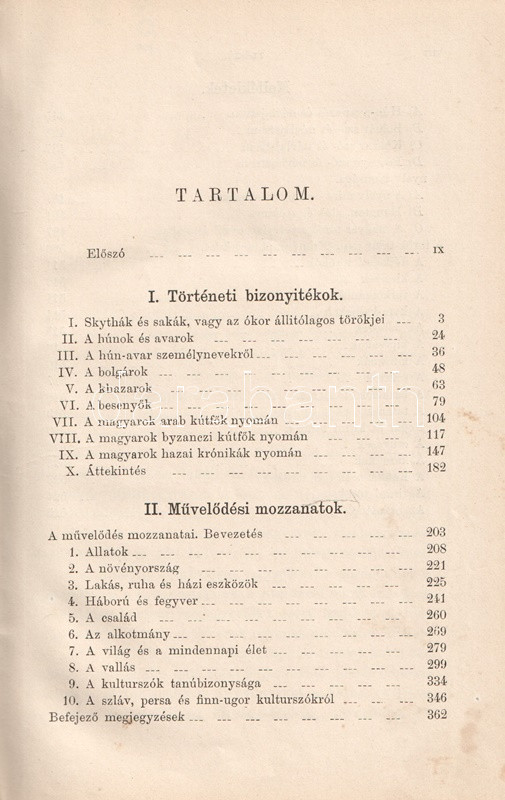 TARTALOM.
Előszó --- --- --- --- --- --- --- --- --- --- IX
I. Történeti bizonyitékok.
I. Skythák és sakák, vagy az ókor állitólagos törökjei --- 3
II. A húnok és avarok --- --- --- --- --- --- 24
III. A hún-avar személynevekről --- --- --- --- --- 36
IV. A bolgárok --- --- --- --- --- --- --- 48
V. A khazarok --- --- --- --- --- --- 63
VI. A besenyők --- --- --- --- --- --- 79
VII. A magyarok arab kútfők nyomán --- --- --- --- 104
VIII. A magyarok byzanezi kútfők nyomán --- --- --- 117
IX. A magyarok hazai krónikák nyomán --- --- --- 147
X. Áttekintés --- --- --- --- --- --- --- 182
II. Művelődési mozzanatok.
A művelődés mozzanatai. Bevezetés --- --- --- --- 203
1. Allatok --- --- --- --- --- --- --- --- 208
2. A növényország --- --- --- --- --- --- 221
3. Lakás, ruha és házi eszközök --- --- --- --- 225
4. Háború és fegyver --- --- --- --- --- --- 241
5. A család --- --- --- --- --- --- --- 260
6. Az alkotmány --- --- --- --- --- --- --- 269
7. A világ és a mindennapi élet --- --- --- --- 279
8. A vallás --- --- --- --- --- --- --- --- 299
9. A kulturszók tanúbizonysága --- --- --- --- 334
10. A szláv, persa és finn-ugor kulturszókról --- --- 346
Befejező megjegyzések --- --- --- --- --- --- 362
darabanth